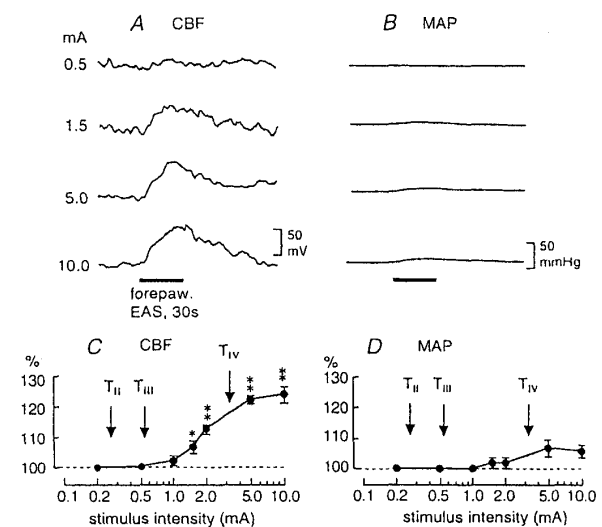 A CBF
B MAP
mA
0.5
1.5
5.0
10.0
50
mV
50
mmHg
forepaw.
EAS, 30s
C CBF
%
130
120
110
100
T_II
T_III
T_IV
*
**
**
**
0.1 0.2 0.5 1.0 2.0 5.0 10.0
stimulus intensity (mA)
D MAP
%
130
120
110
100
T_II
T_III
T_IV
0.1 0.2 0.5 1.0 2.0 5.0 10.0
stimulus intensity (mA)